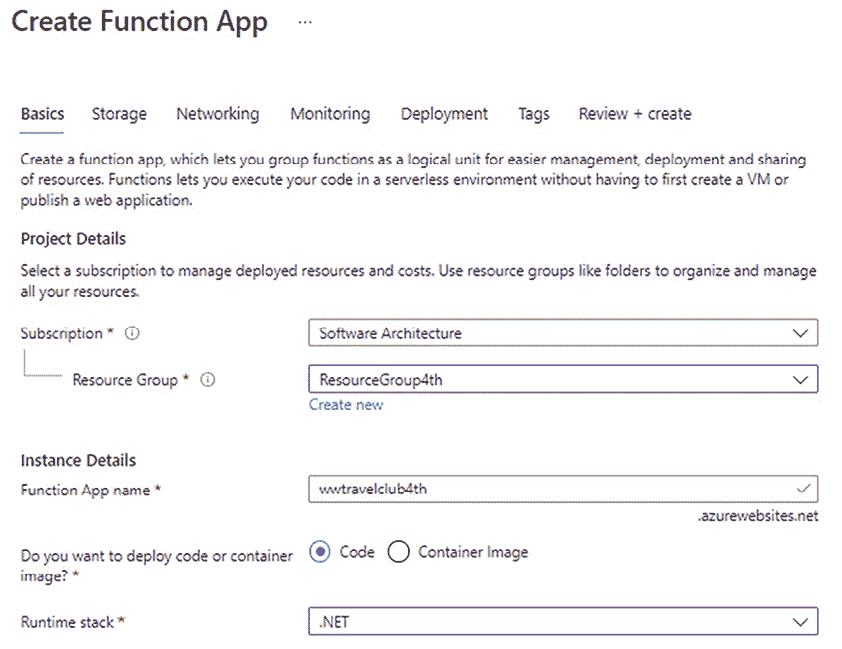 Create Function App ...
Basics Storage Networking Monitoring Deployment Tags Review + create
Create a function app, which lets you group functions as a logical unit for easier management, deployment and sharing
of resources. Functions lets you execute your code in a serverless environment without having to first create a VM or
publish a web application.
Project Details
Select a subscription to manage deployed resources and costs. Use resource groups like folders to organize and manage
all your resources.
Subscription * Software Architecture
Resource Group * ResourceGroup4th
Create new
Instance Details
Function App name * wwtravelclub4th
.azurewebsites.net
Do you want to deploy code or container Code Container Image
image? *
Runtime stack * .NET